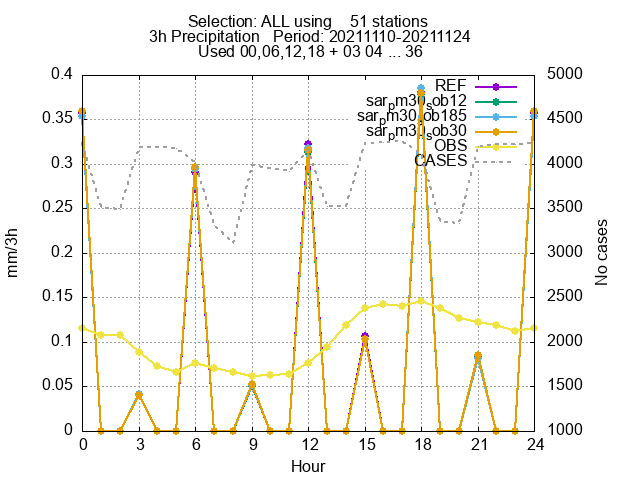 Selection: ALL using 51 stations
3h Precipitation Period: 20211110-20211124
Used 00,06,12,18 + 03 04 ... 36
0.4 5000
REF
sarpm30sob12
0.35 4500
sarpm30sob185
sarpm30sob30
OBS
0.3 4000
CASES
0.25 3500
mm/3h
0.2 3000
No cases
0.15 2500
0.1 2000
0.05 1500
0 1000
0 3 6 9 12 15 18 21 24
Hour